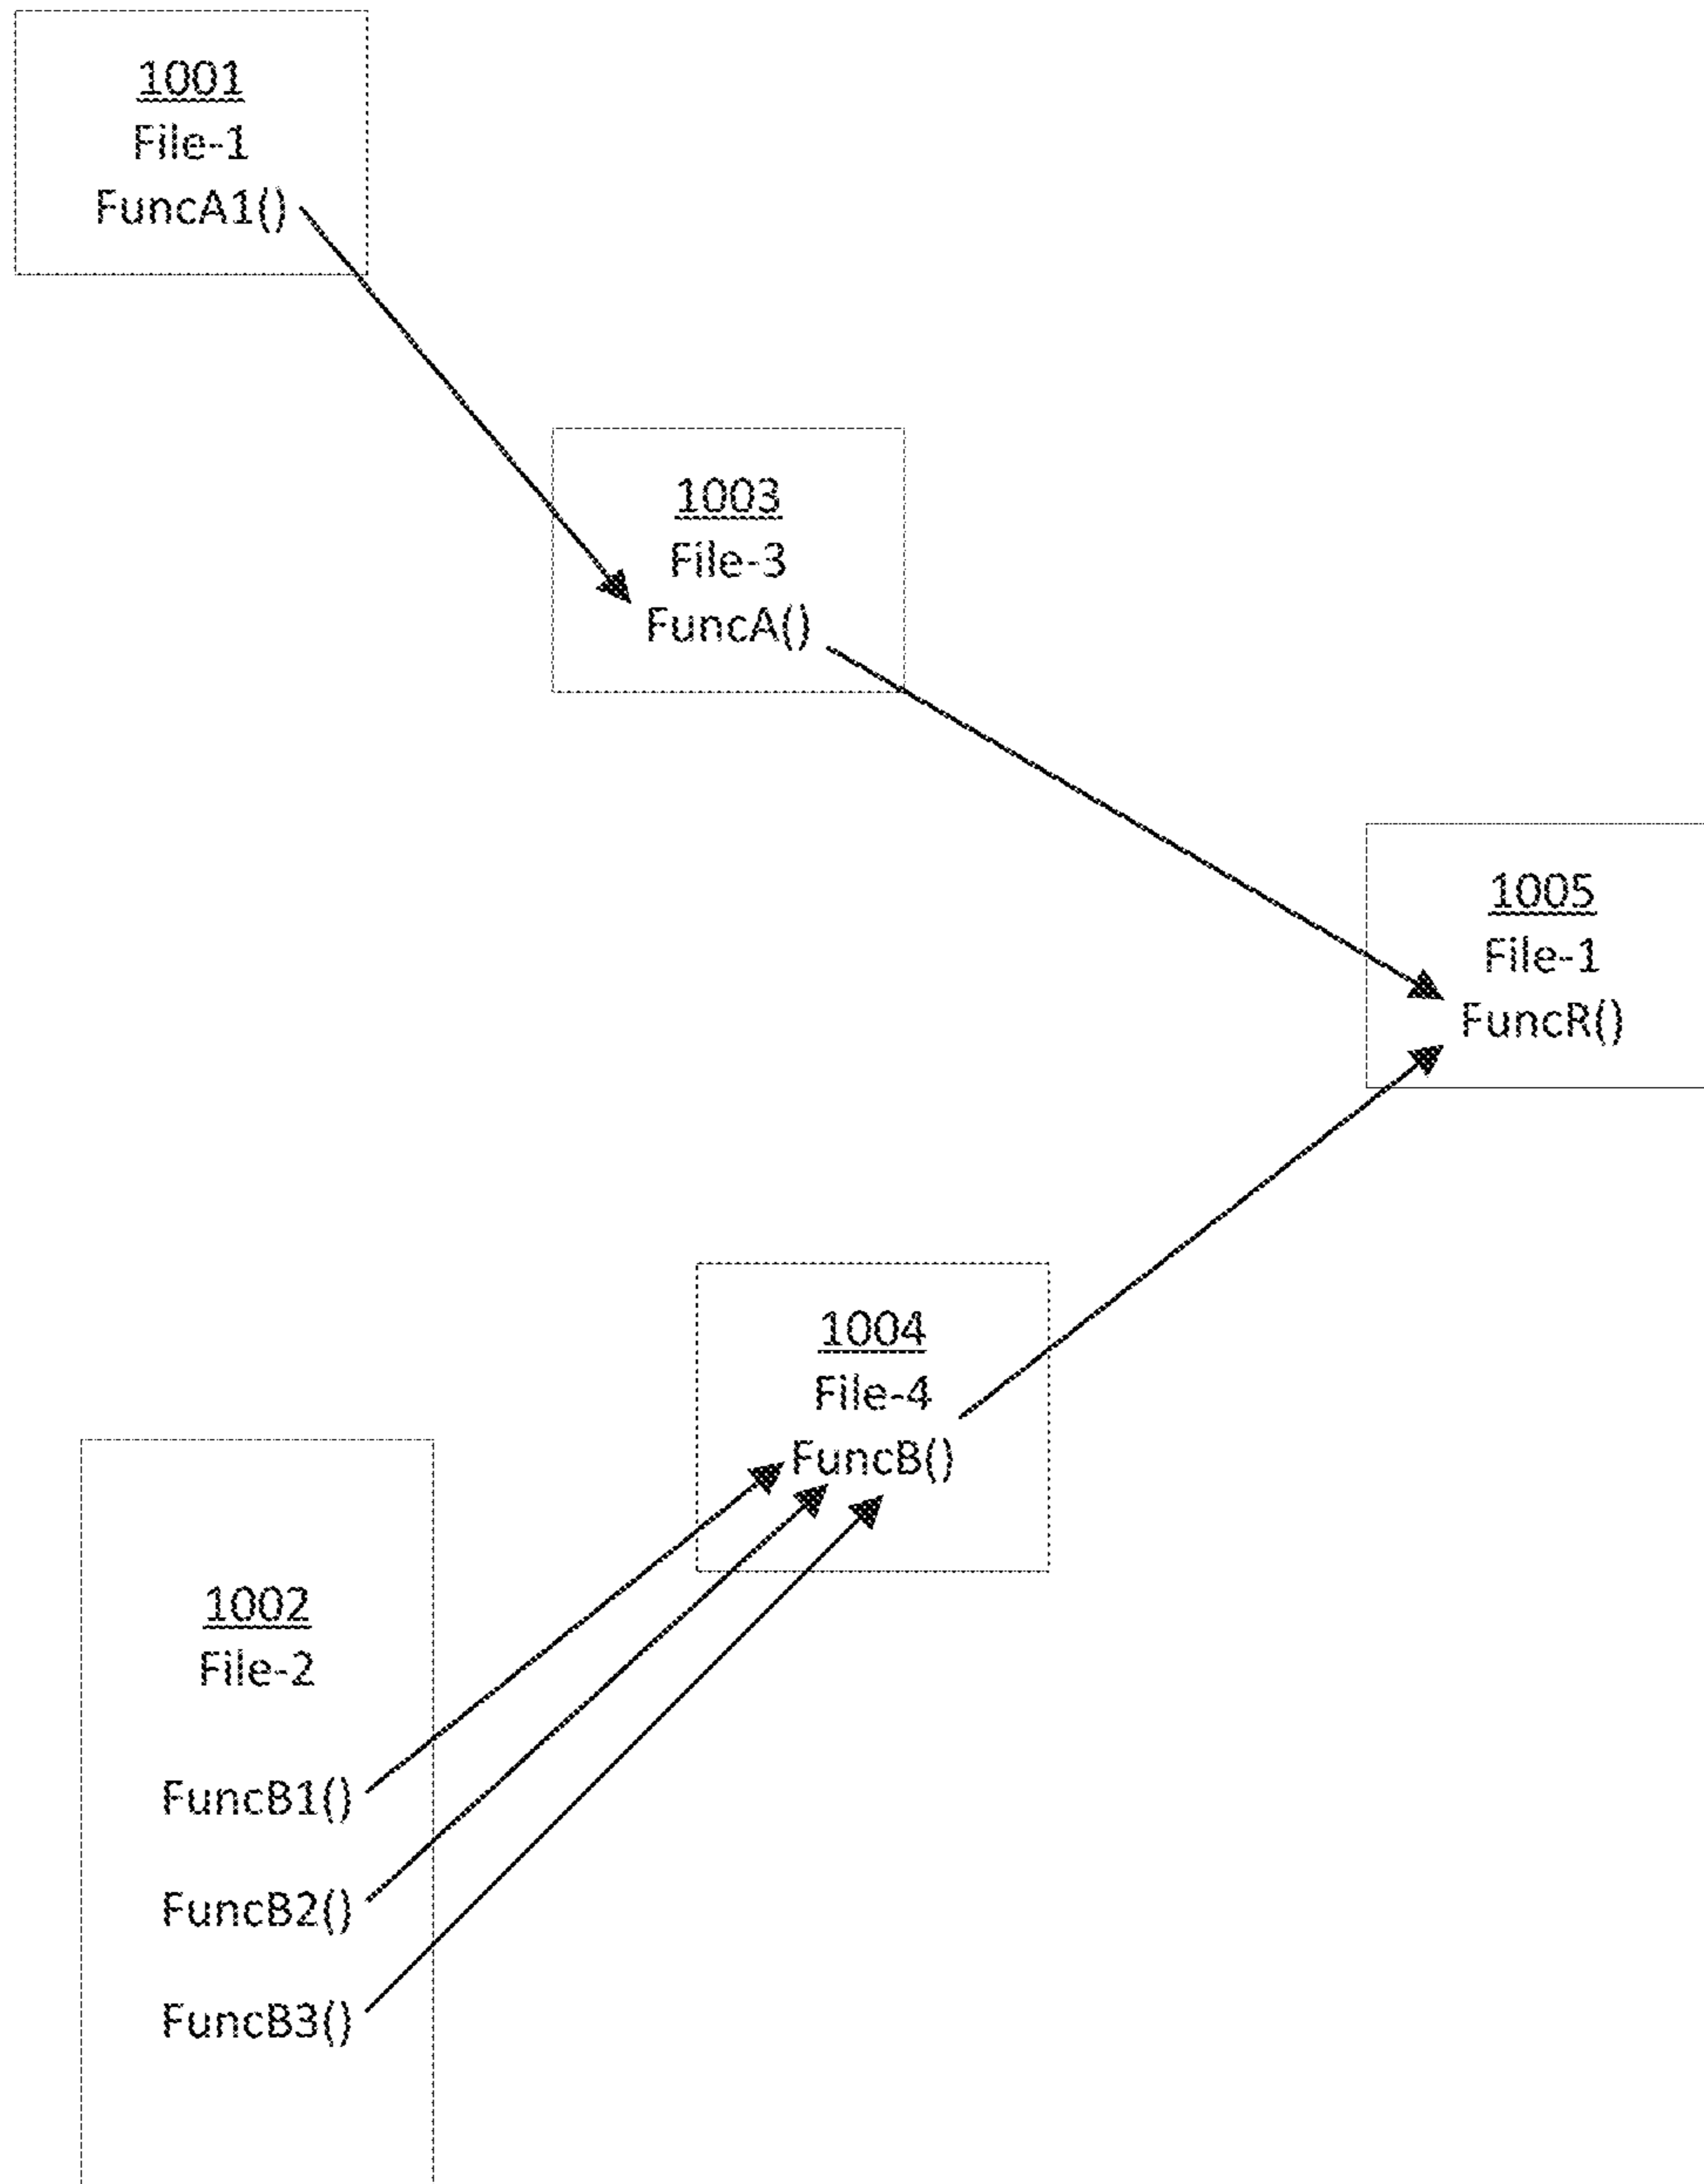 1001
File-1
FuncA1()
1003
File-3
FuncA()
1005
File-1
FuncR()
1004
File-4
FuncB()
1002
File-2
FuncB1()
FuncB2()
FuncB3()